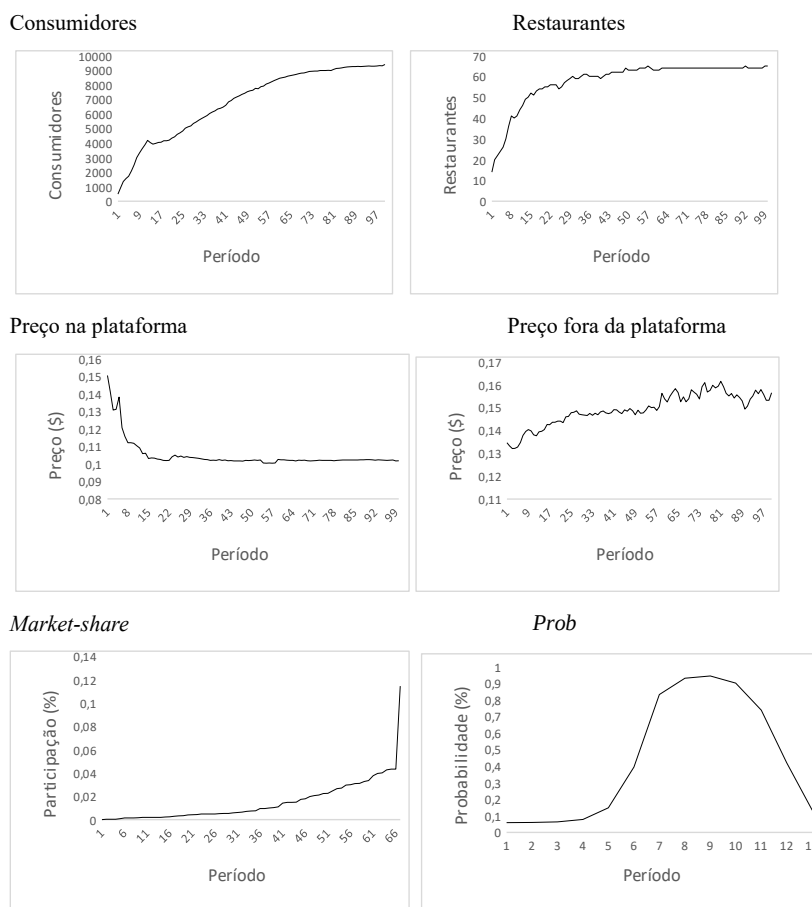 Consumidores
Restaurantes
10000
9000
8000
7000
6000
5000
4000
3000
2000
1000
0
Consumidores
1 9 17 25 33 41 49 57 65 73 81 89 97
Período
70
60
50
40
30
20
10
0
Restaurantes
1 8 15 22 29 36 43 50 57 64 71 78 85 92 99
Período
Preço na plataforma
Preço fora da plataforma
0,16
0,15
0,14
0,13
0,12
0,11
0,1
0,09
0,08
Preço ($)
1 8 15 22 29 36 43 50 57 64 71 78 85 92 99
Período
0,17
0,16
0,15
0,14
0,13
0,12
0,11
Preço ($)
1 9 17 25 33 41 49 57 65 73 81 89 97
Período
Market-share
Prob
0,14
0,12
0,1
0,08
0,06
0,04
0,02
0
Participação (%)
1 6 11 16 21 26 31 36 41 46 51 56 61 66
Período
1
0,9
0,8
0,7
0,6
0,5
0,4
0,3
0,2
0,1
0
Probabilidade (%)
1 2 3 4 5 6 7 8 9 10 11 12
Período